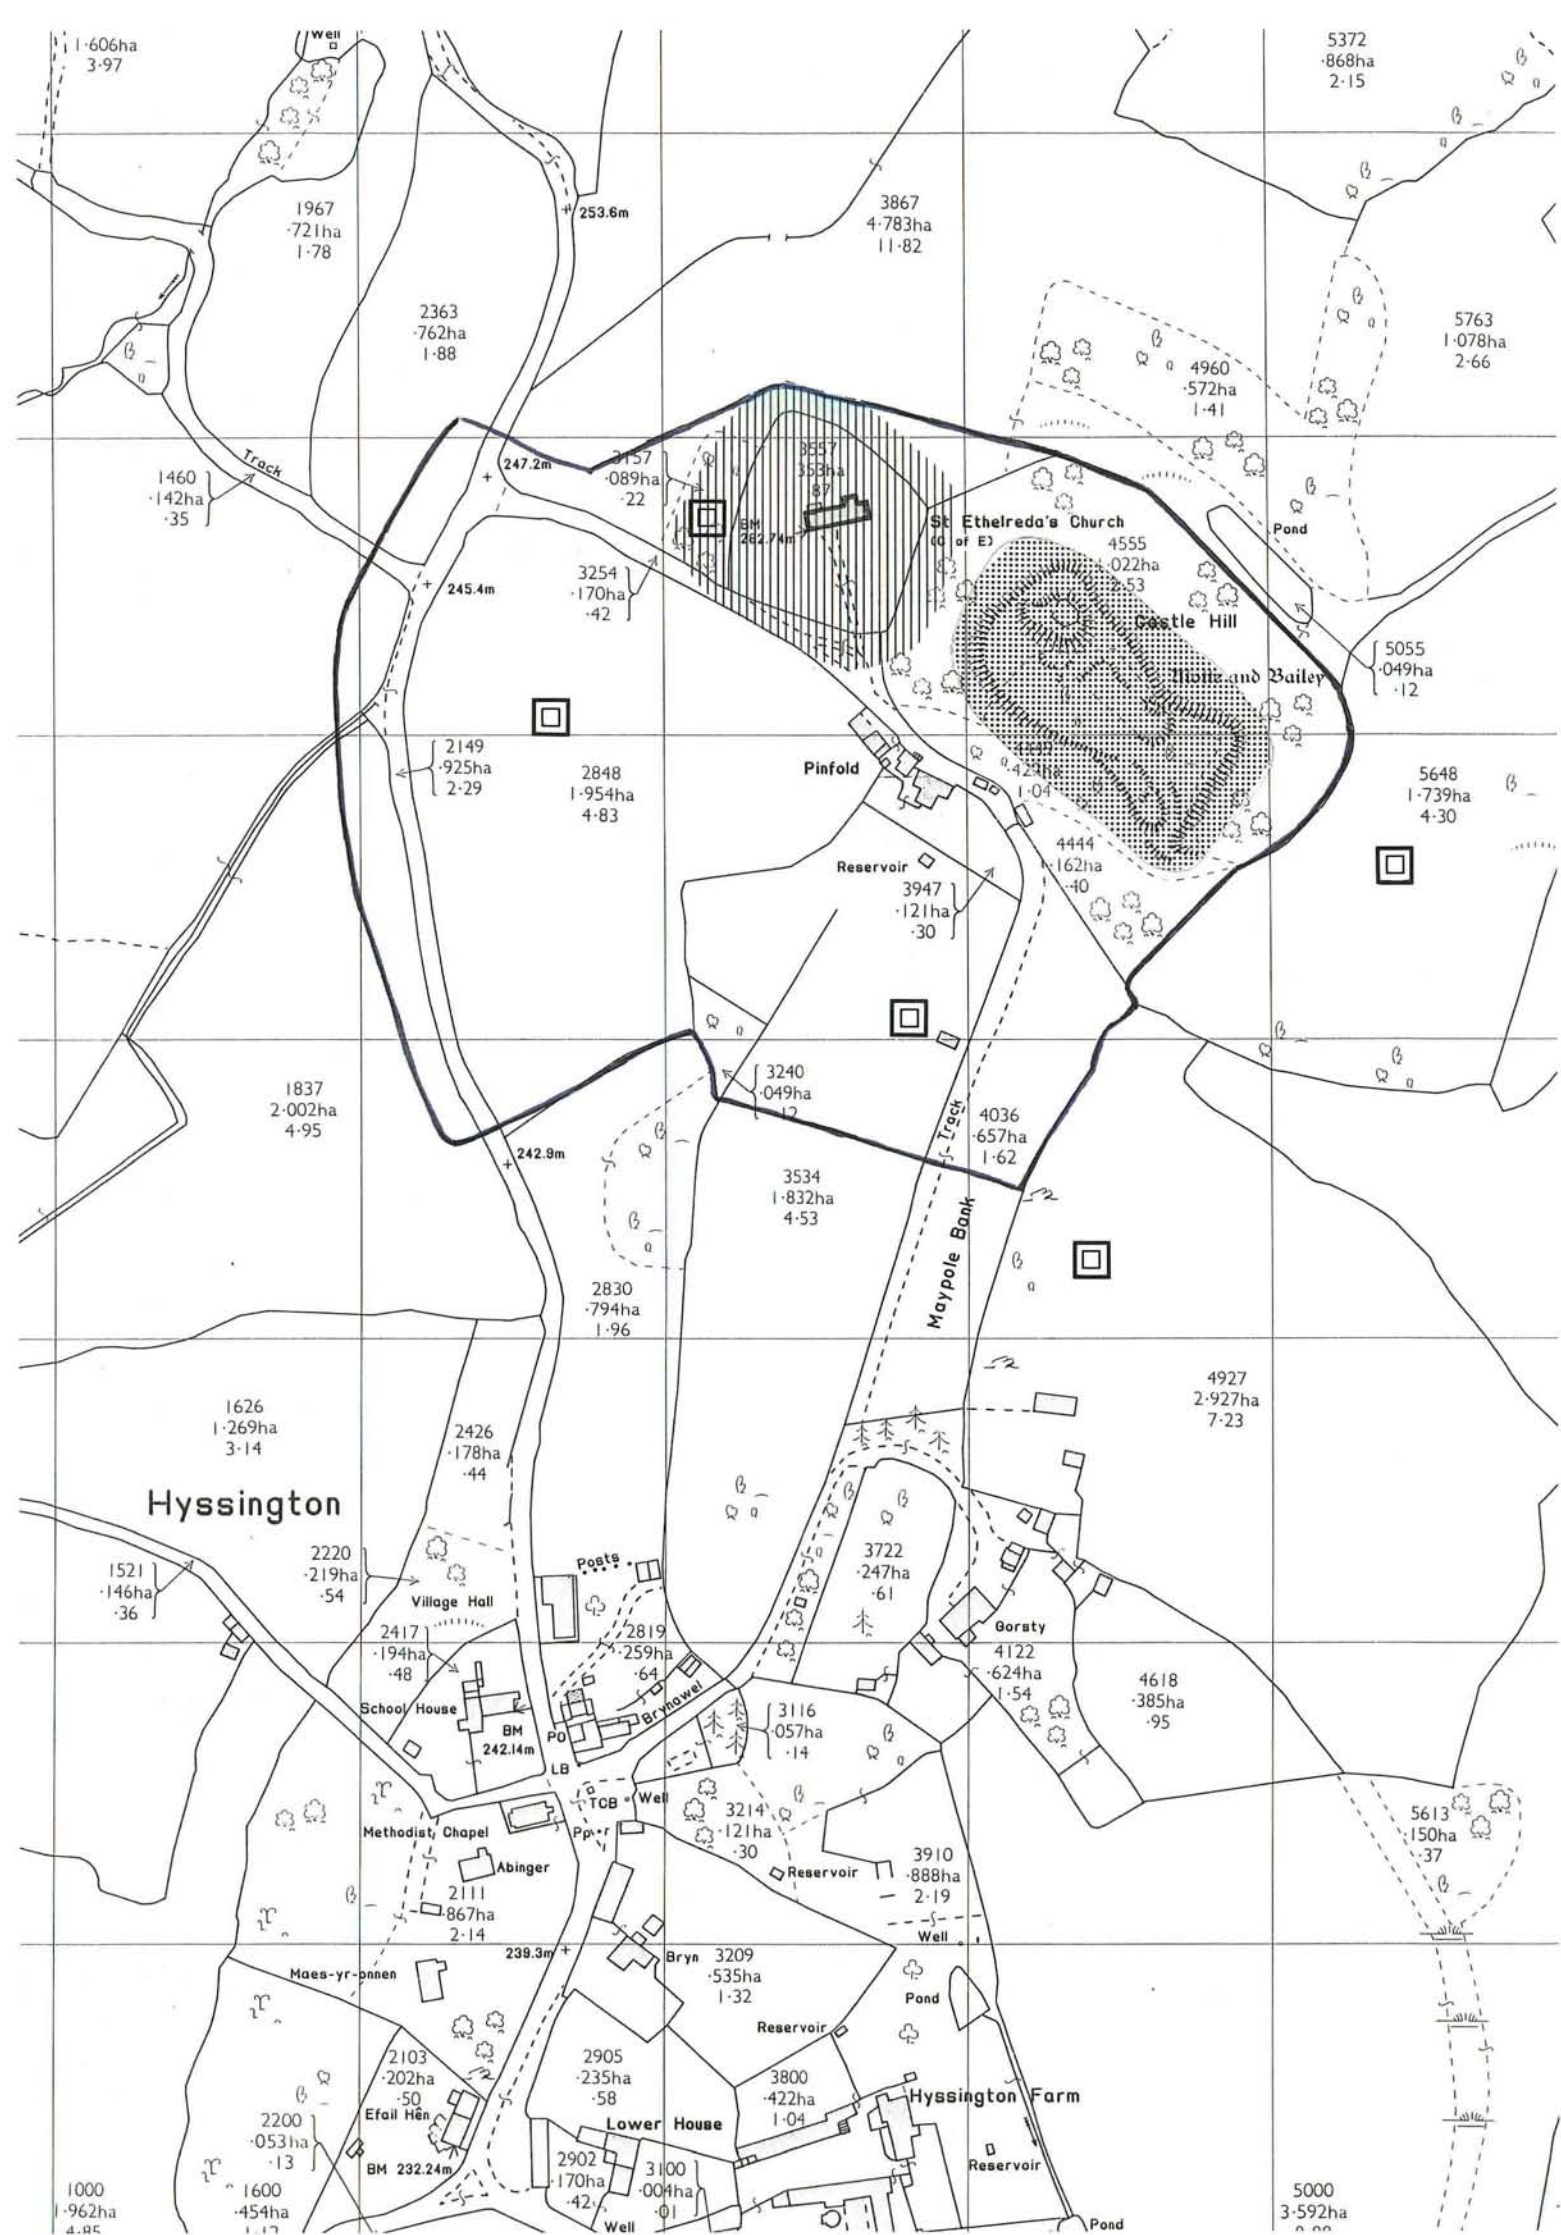 1·606ha
3·97
Well
5372
·868ha
2·15
1967
·721ha
1·78
253.6m
3867
4·783ha
11·82
2363
·762ha
1·88
5763
1·078ha
2·66
4960
·572ha
1·41
Track
1460
·142ha
·35
247.2m
3157
·089ha
·22
3557
·353ha
·87
BM
262.74m
St Ethelreda's Church
(C of E)
Pond
4555
1·022ha
2·53
3254
·170ha
·42
245.4m
Castle Hill
Motte and Bailey
5055
·049ha
·12
2149
·925ha
2·29
2848
1·954ha
4·83
Pinfold
1·04
5648
1·739ha
4·30
Reservoir
4444
·162ha
·40
3947
·121ha
·30
1837
2·002ha
4·95
3240
·049ha
·12
Track
4036
·657ha
1·62
242.9m
3534
1·832ha
4·53
Maypole Bank
2830
·794ha
1·96
1626
1·269ha
3·14
2426
·178ha
·44
4927
2·927ha
7·23
Hyssington
1521
·146ha
·36
2220
·219ha
·54
Village Hall
Posts
3722
·247ha
·61
2417
·194ha
·48
2819
·259ha
·64
Gorsty
4122
·624ha
1·54
4618
·385ha
·95
School House
BM
242.14m
PO
Brynawel
3116
·057ha
·14
LB
TCB
Well
3214
·121ha
·30
Methodist Chapel
Abinger
Reservoir
5613
·150ha
·37
3910
·888ha
2·19
2111
·867ha
2·14
Well
239.3m
Bryn
3209
·535ha
1·32
Maes-yr-onnen
Pond
Reservoir
2103
·202ha
·50
2905
·235ha
·58
3800
·422ha
1·04
Hyssington Farm
Efail Hên
Lower House
2200
·053ha
·13
BM 232.24m
2902
·170ha
·42
3100
·004ha
·01
Reservoir
1000
1·962ha
4·85
1600
·454ha
1·12
5000
3·592ha
Well
Pond